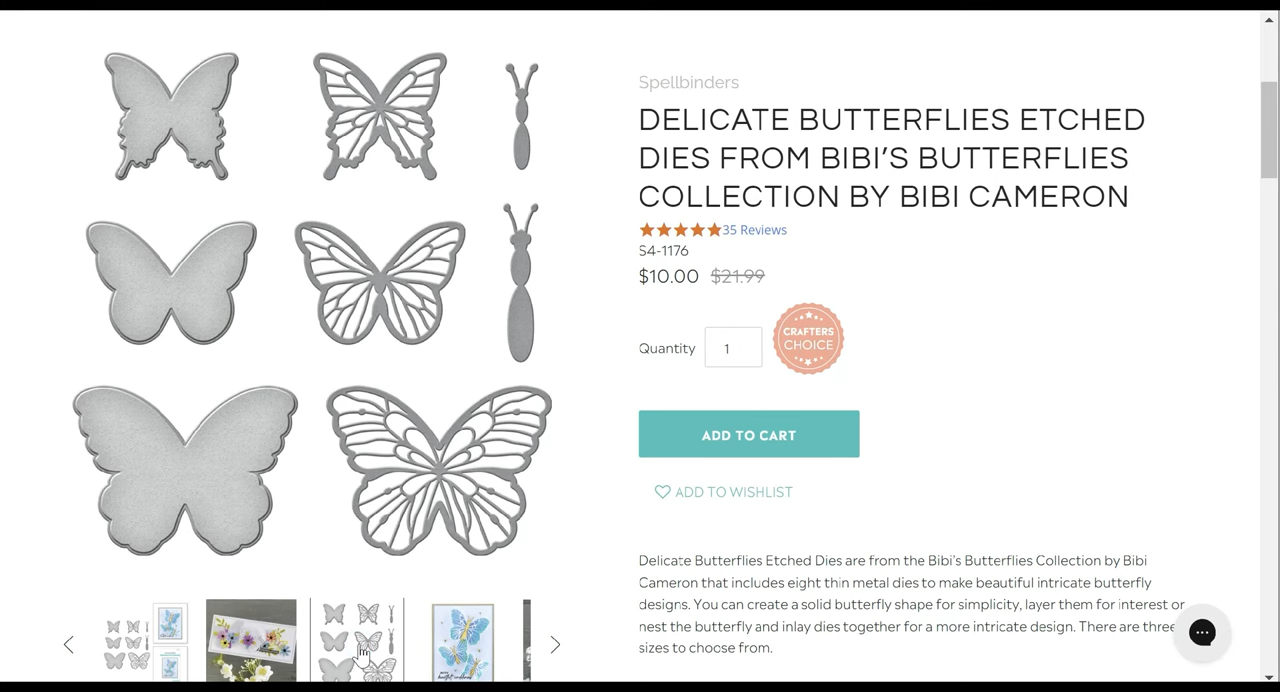 Spellbinders
DELICATE BUTTERFLIES ETCHED
DIES FROM BIBI’S BUTTERFLIES
COLLECTION BY BIBI CAMERON
35 Reviews
S4-1176
$10.00 $21.99
Quantity 1
CRAFTERS
CHOICE
ADD TO CART
ADD TO WISHLIST
Delicate Butterflies Etched Dies are from the Bibi's Butterflies Collection by Bibi
Cameron that includes eight thin metal dies to make beautiful intricate butterfly
designs. You can create a solid butterfly shape for simplicity, layer them for interest or
nest the butterfly and inlay dies together for a more intricate design. There are three
sizes to choose from.